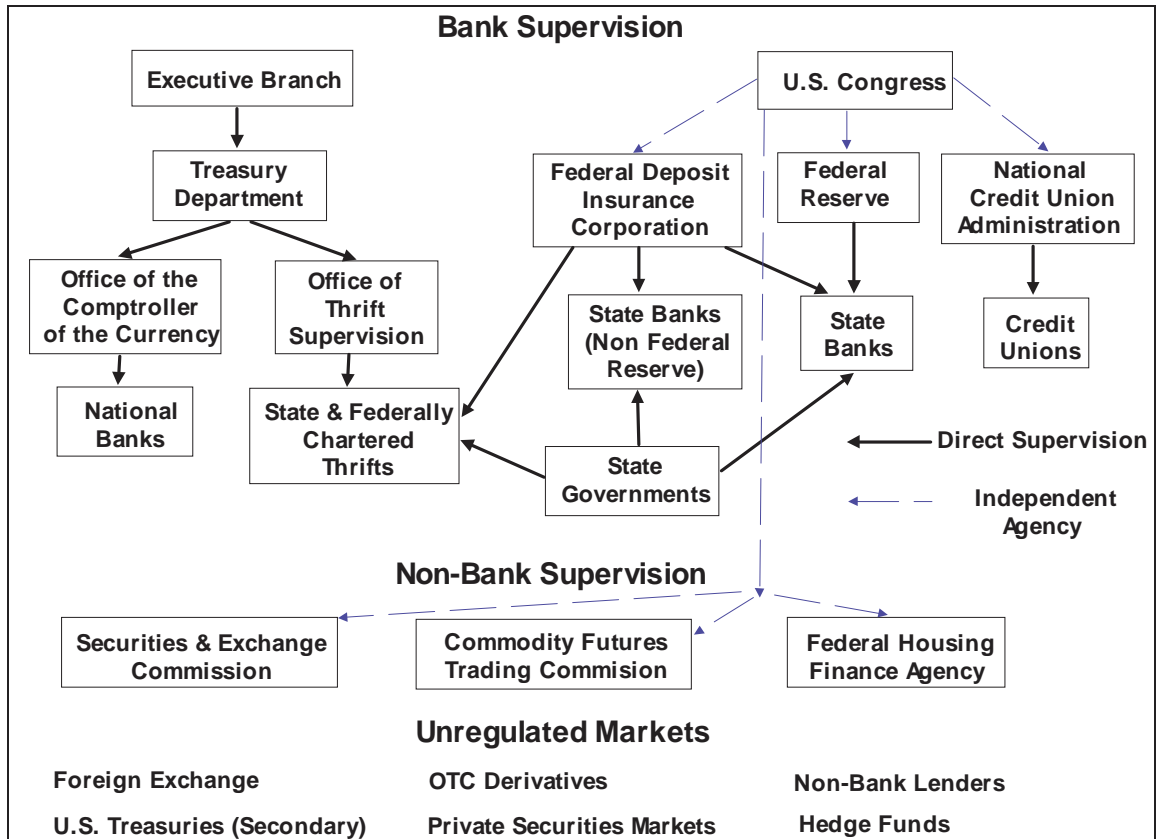 Bank Supervision
Executive Branch
U.S. Congress
Treasury
Department
Federal Deposit
Insurance
Corporation
Federal
Reserve
National
Credit Union
Administration
Office of the
Comptroller
of the Currency
Office of
Thrift
Supervision
State Banks
(Non Federal
Reserve)
State
Banks
Credit
Unions
National
Banks
State & Federally
Chartered
Thrifts
State
Governments
Direct Supervision
Independent
Agency
Non-Bank Supervision
Securities & Exchange
Commission
Commodity Futures
Trading Commision
Federal Housing
Finance Agency
Unregulated Markets
Foreign Exchange
OTC Derivatives
Non-Bank Lenders
U.S. Treasuries (Secondary)
Private Securities Markets
Hedge Funds